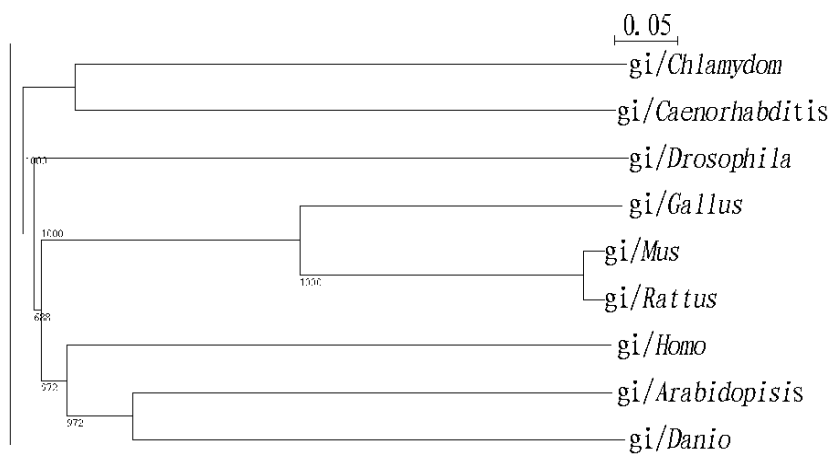 0.05
gi/Chlamydom
gi/Caenorhabditis
gi/Drosophila
gi/Gallus
1000
gi/Mus
1000
gi/Rattus
688
gi/Homo
972
gi/Arabidopisis
972
gi/Danio